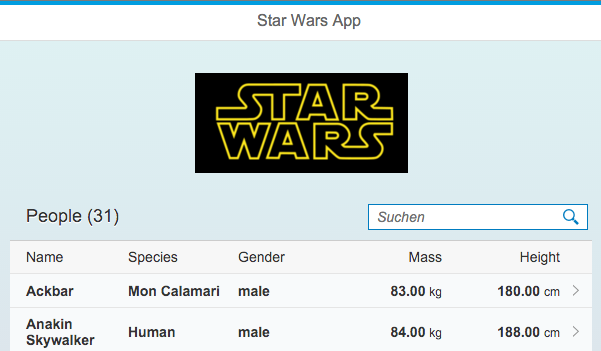 Star Wars App
STAR
WARS
People (31)
Suchen
Name Species Gender Mass Height
Ackbar Mon Calamari male 83.00 kg 180.00 cm
Anakin
Skywalker Human male 84.00 kg 188.00 cm